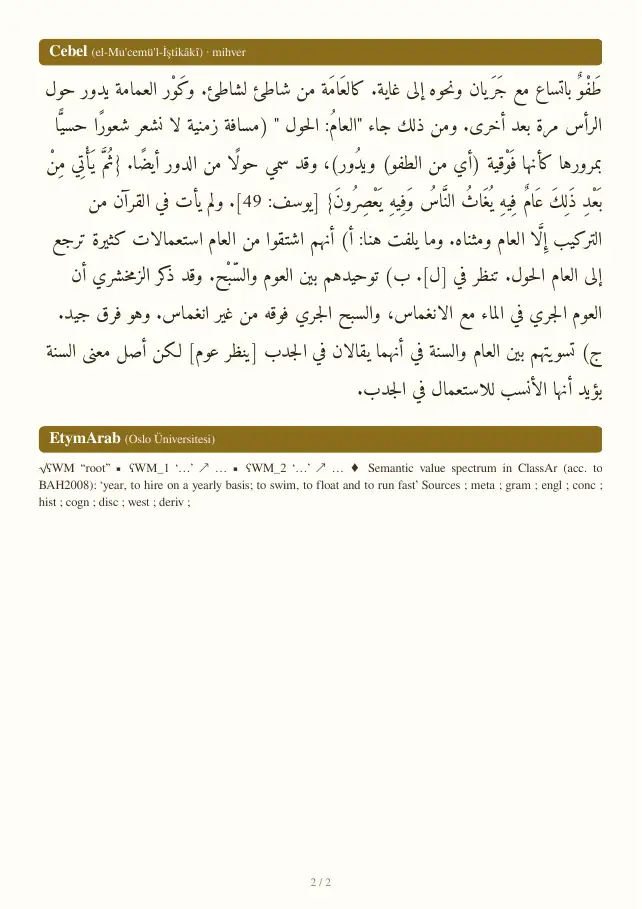 Cebel (el-Mu'cemü'l-İştikâkî) · mihver
طَفْوٌ باتساع مع جَرَيان ونحوه إلى غاية. كالعَامَة من شاطئ لشاطئ. وكَوْر العمامة يدور حول
الرأس مرة بعد أخرى. ومن ذلك جاء "العامُ: الحول " (مسافة زمنية لا نشعر شعورًا حسيًّا
بمرورها كأنها فَوْقية (أي من الطفو) ويدُور)، وقد سمي حولًا من الدور أيضًا. {ثُمَّ يَأْتِي مِنْ
بَعْدِ ذَلِكَ عَامٌ فِيهِ يُغَاثُ النَّاسُ وَفِيهِ يَعْصِرُونَ} [يوسف: 49]. ولم يأت في القرآن من
التركيب إِلَّا العام ومثناه. وما يلفت هنا: أ) أنهم اشتقوا من العام استعمالات كثيرة ترجع
إلى العام الحول. تنظر في [ل]. ب) توحيدهم بين العوم والسّبْح. وقد ذكر الزمخشري أن
العوم الجري في الماء مع الانغماس، والسبح الجري فوقه من غير انغماس. وهو فرق جيد.
ج) تسويتهم بين العام والسنة في أنهما يقالان في الجدب [ينظر عوم] لكن أصل معنى السنة
يؤيد أنها الأنسب للاستعمال في الجدب.
EtymArab (Oslo Üniversitesi)
√ʕWM “root” ▪ ʕWM_1 ‘…’ ↗ … ▪ ʕWM_2 ‘…’ ↗ … ♦ Semantic value spectrum in ClassAr (acc. to
BAH2008): ‘year, to hire on a yearly basis; to swim, to float and to run fast’ Sources ; meta ; gram ; engl ; conc ;
hist ; cogn ; disc ; west ; deriv ;
2 / 2